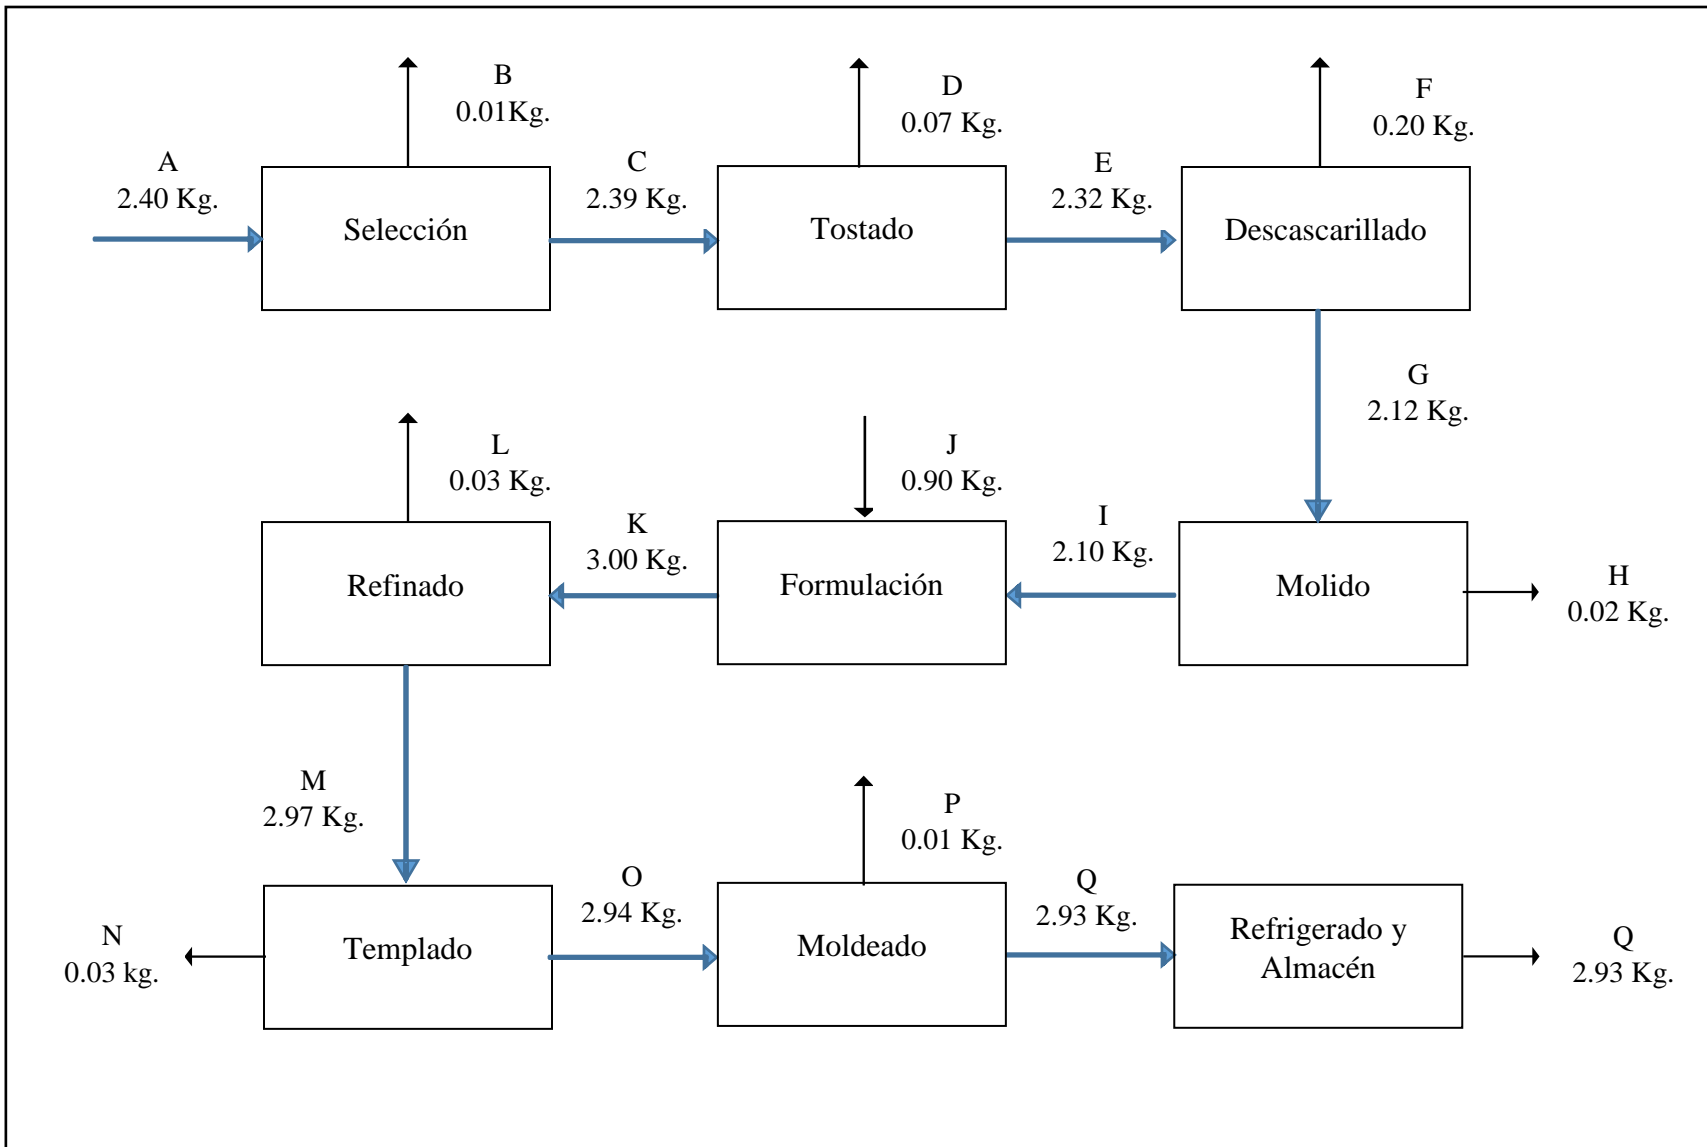 B
0.01Kg.
D
0.07 Kg.
F
0.20 Kg.
A
2.40 Kg.
Selección
C
2.39 Kg.
Tostado
E
2.32 Kg.
Descascarillado
G
2.12 Kg.
L
0.03 Kg.
J
0.90 Kg.
Refinado
K
3.00 Kg.
Formulación
I
2.10 Kg.
Molido
H
0.02 Kg.
M
2.97 Kg.
P
0.01 Kg.
N
0.03 kg.
Templado
O
2.94 Kg.
Moldeado
Q
2.93 Kg.
Refrigerado y
Almacén
Q
2.93 Kg.